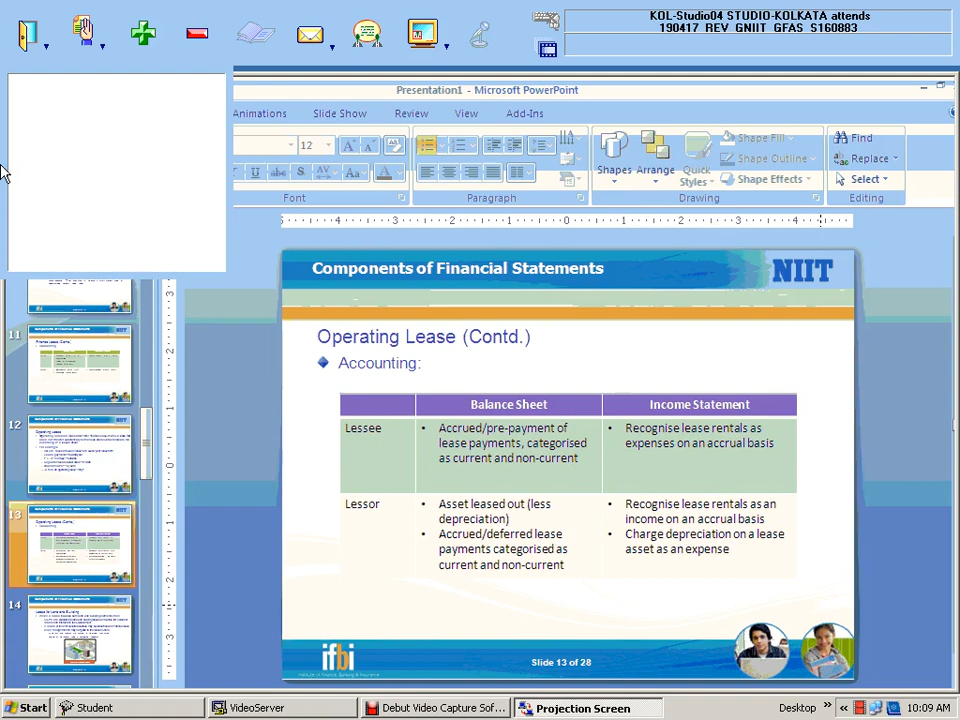 KOL-Studio04 STUDIO-KOLKATA attends
190417_REV_GNIIT_GFAS_S160883
Presentation1 - Microsoft PowerPoint
Animations Slide Show Review View Add-Ins
12
Shapes Arrange Quick Styles
Shape Fill
Shape Outline
Shape Effects
Find
Replace
Select
Font Paragraph Drawing Editing
11
12
13
14
Components of Financial Statements
NIIT
Operating Lease (Contd.)
Accounting:
Balance Sheet Income Statement
Lessee
• Accrued/pre-payment of
lease payments, categorised
as current and non-current
• Recognise lease rentals as
expenses on an accrual basis
Lessor
• Asset leased out (less
depreciation)
• Accrued/deferred lease
payments categorised as
current and non-current
• Recognise lease rentals as an
income on an accrual basis
• Charge depreciation on a lease
asset as an expense
ifbi
Institute of Finance, Banking & Insurance
Slide 13 of 28
Start Student VideoServer Debut Video Capture Sof... Projection Screen Desktop 10:09 AM